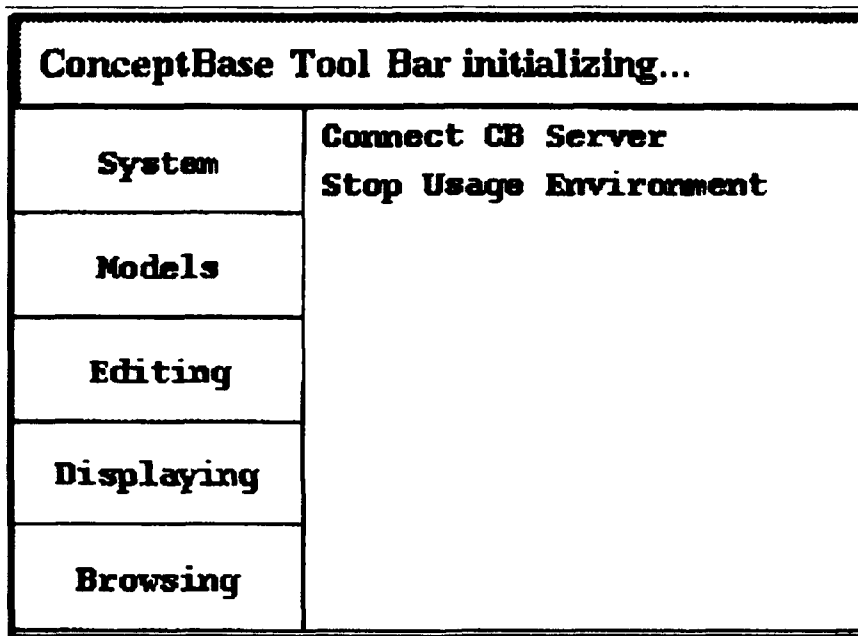 ConceptBase Tool Bar initializing...
System
Connect CB Server
Stop Usage Environment
Models
Editing
Displaying
Browsing